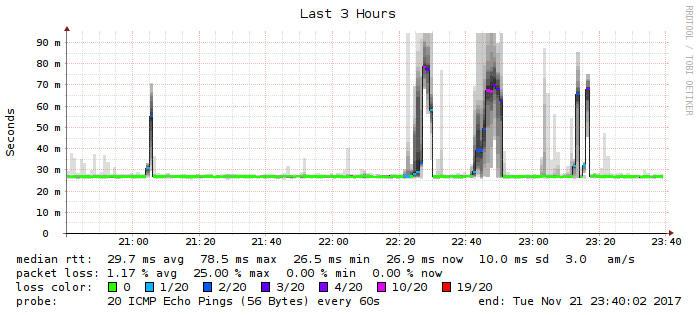 Last 3 Hours
RRDTOOL / TOBI OETIKER
Seconds
90 m
80 m
70 m
60 m
50 m
40 m
30 m
20 m
10 m
0
21:00 21:20 21:40 22:00 22:20 22:40 23:00 23:20 23:40
median rtt: 29.7 ms avg 78.5 ms max 26.5 ms min 26.9 ms now 10.0 ms sd 3.0 am/s
packet loss: 1.17 % avg 25.00 % max 0.00 % min 0.00 % now
loss color: 0 1/20 2/20 3/20 4/20 10/20 19/20
probe: 20 ICMP Echo Pings (56 Bytes) every 60s end: Tue Nov 21 23:40:02 2017